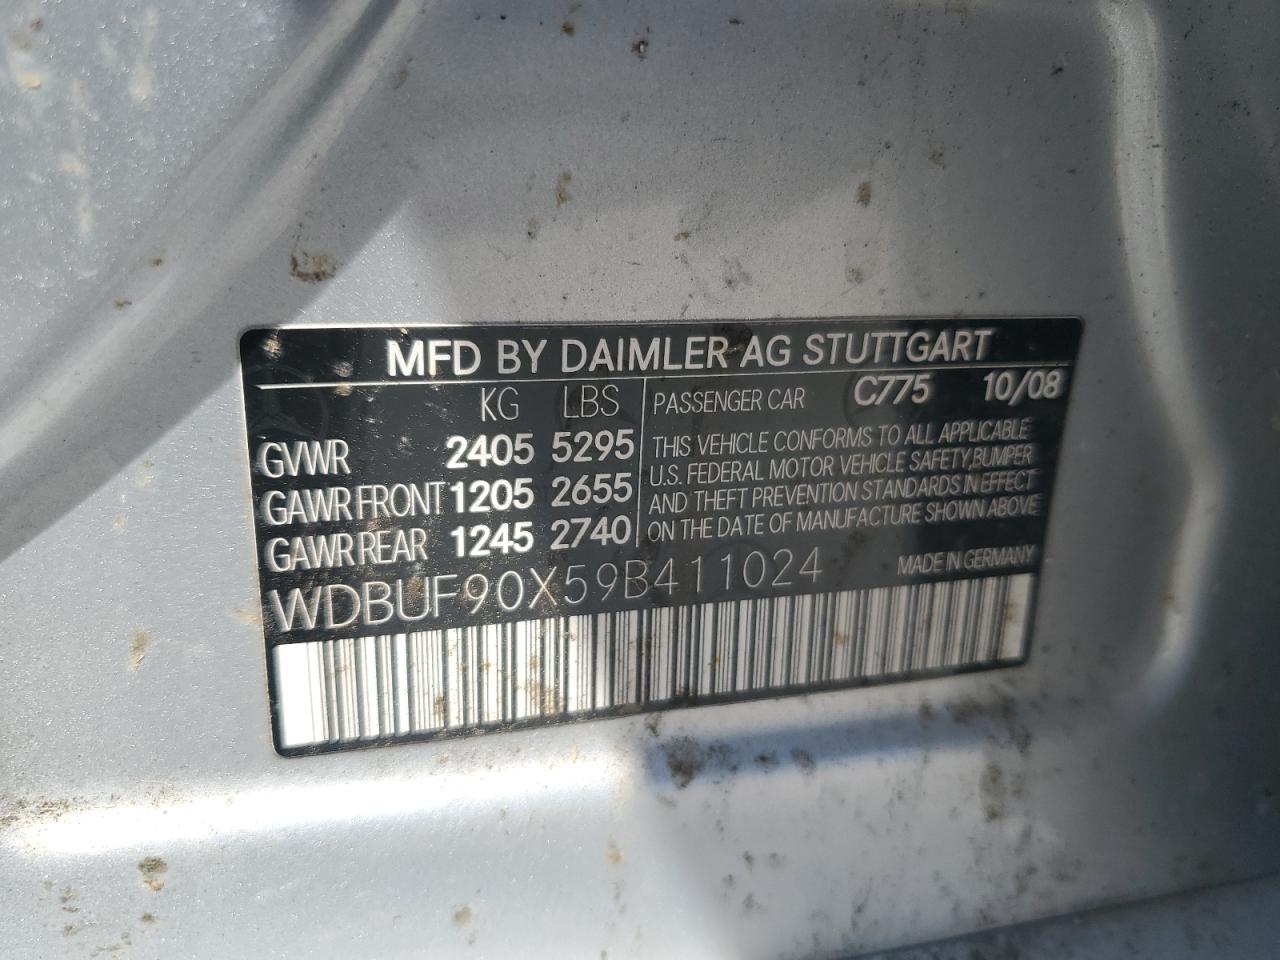 MFD BY DAIMLER AG STUTTGART
KG LBS
GVWR 2405 5295
GAWR FRONT 1205 2655
GAWR REAR 1245 2740
PASSENGER CAR C775 10/08
THIS VEHICLE CONFORMS TO ALL APPLICABLE
U.S. FEDERAL MOTOR VEHICLE SAFETY, BUMPER
AND THEFT PREVENTION STANDARDS IN EFFECT
ON THE DATE OF MANUFACTURE SHOWN ABOVE
WDBUF90X59B411024
MADE IN GERMANY